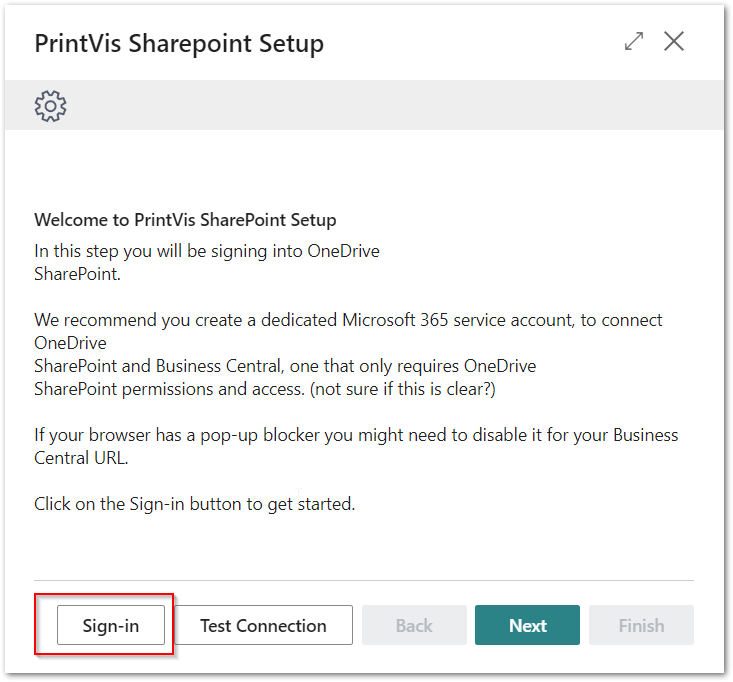 PrintVis Sharepoint Setup
Welcome to PrintVis SharePoint Setup
In this step you will be signing into OneDrive
SharePoint.
We recommend you create a dedicated Microsoft 365 service account, to connect
OneDrive
SharePoint and Business Central, one that only requires OneDrive
SharePoint permissions and access. (not sure if this is clear?)
If your browser has a pop-up blocker you might need to disable it for your Business
Central URL.
Click on the Sign-in button to get started.
Sign-in Test Connection Back Next Finish